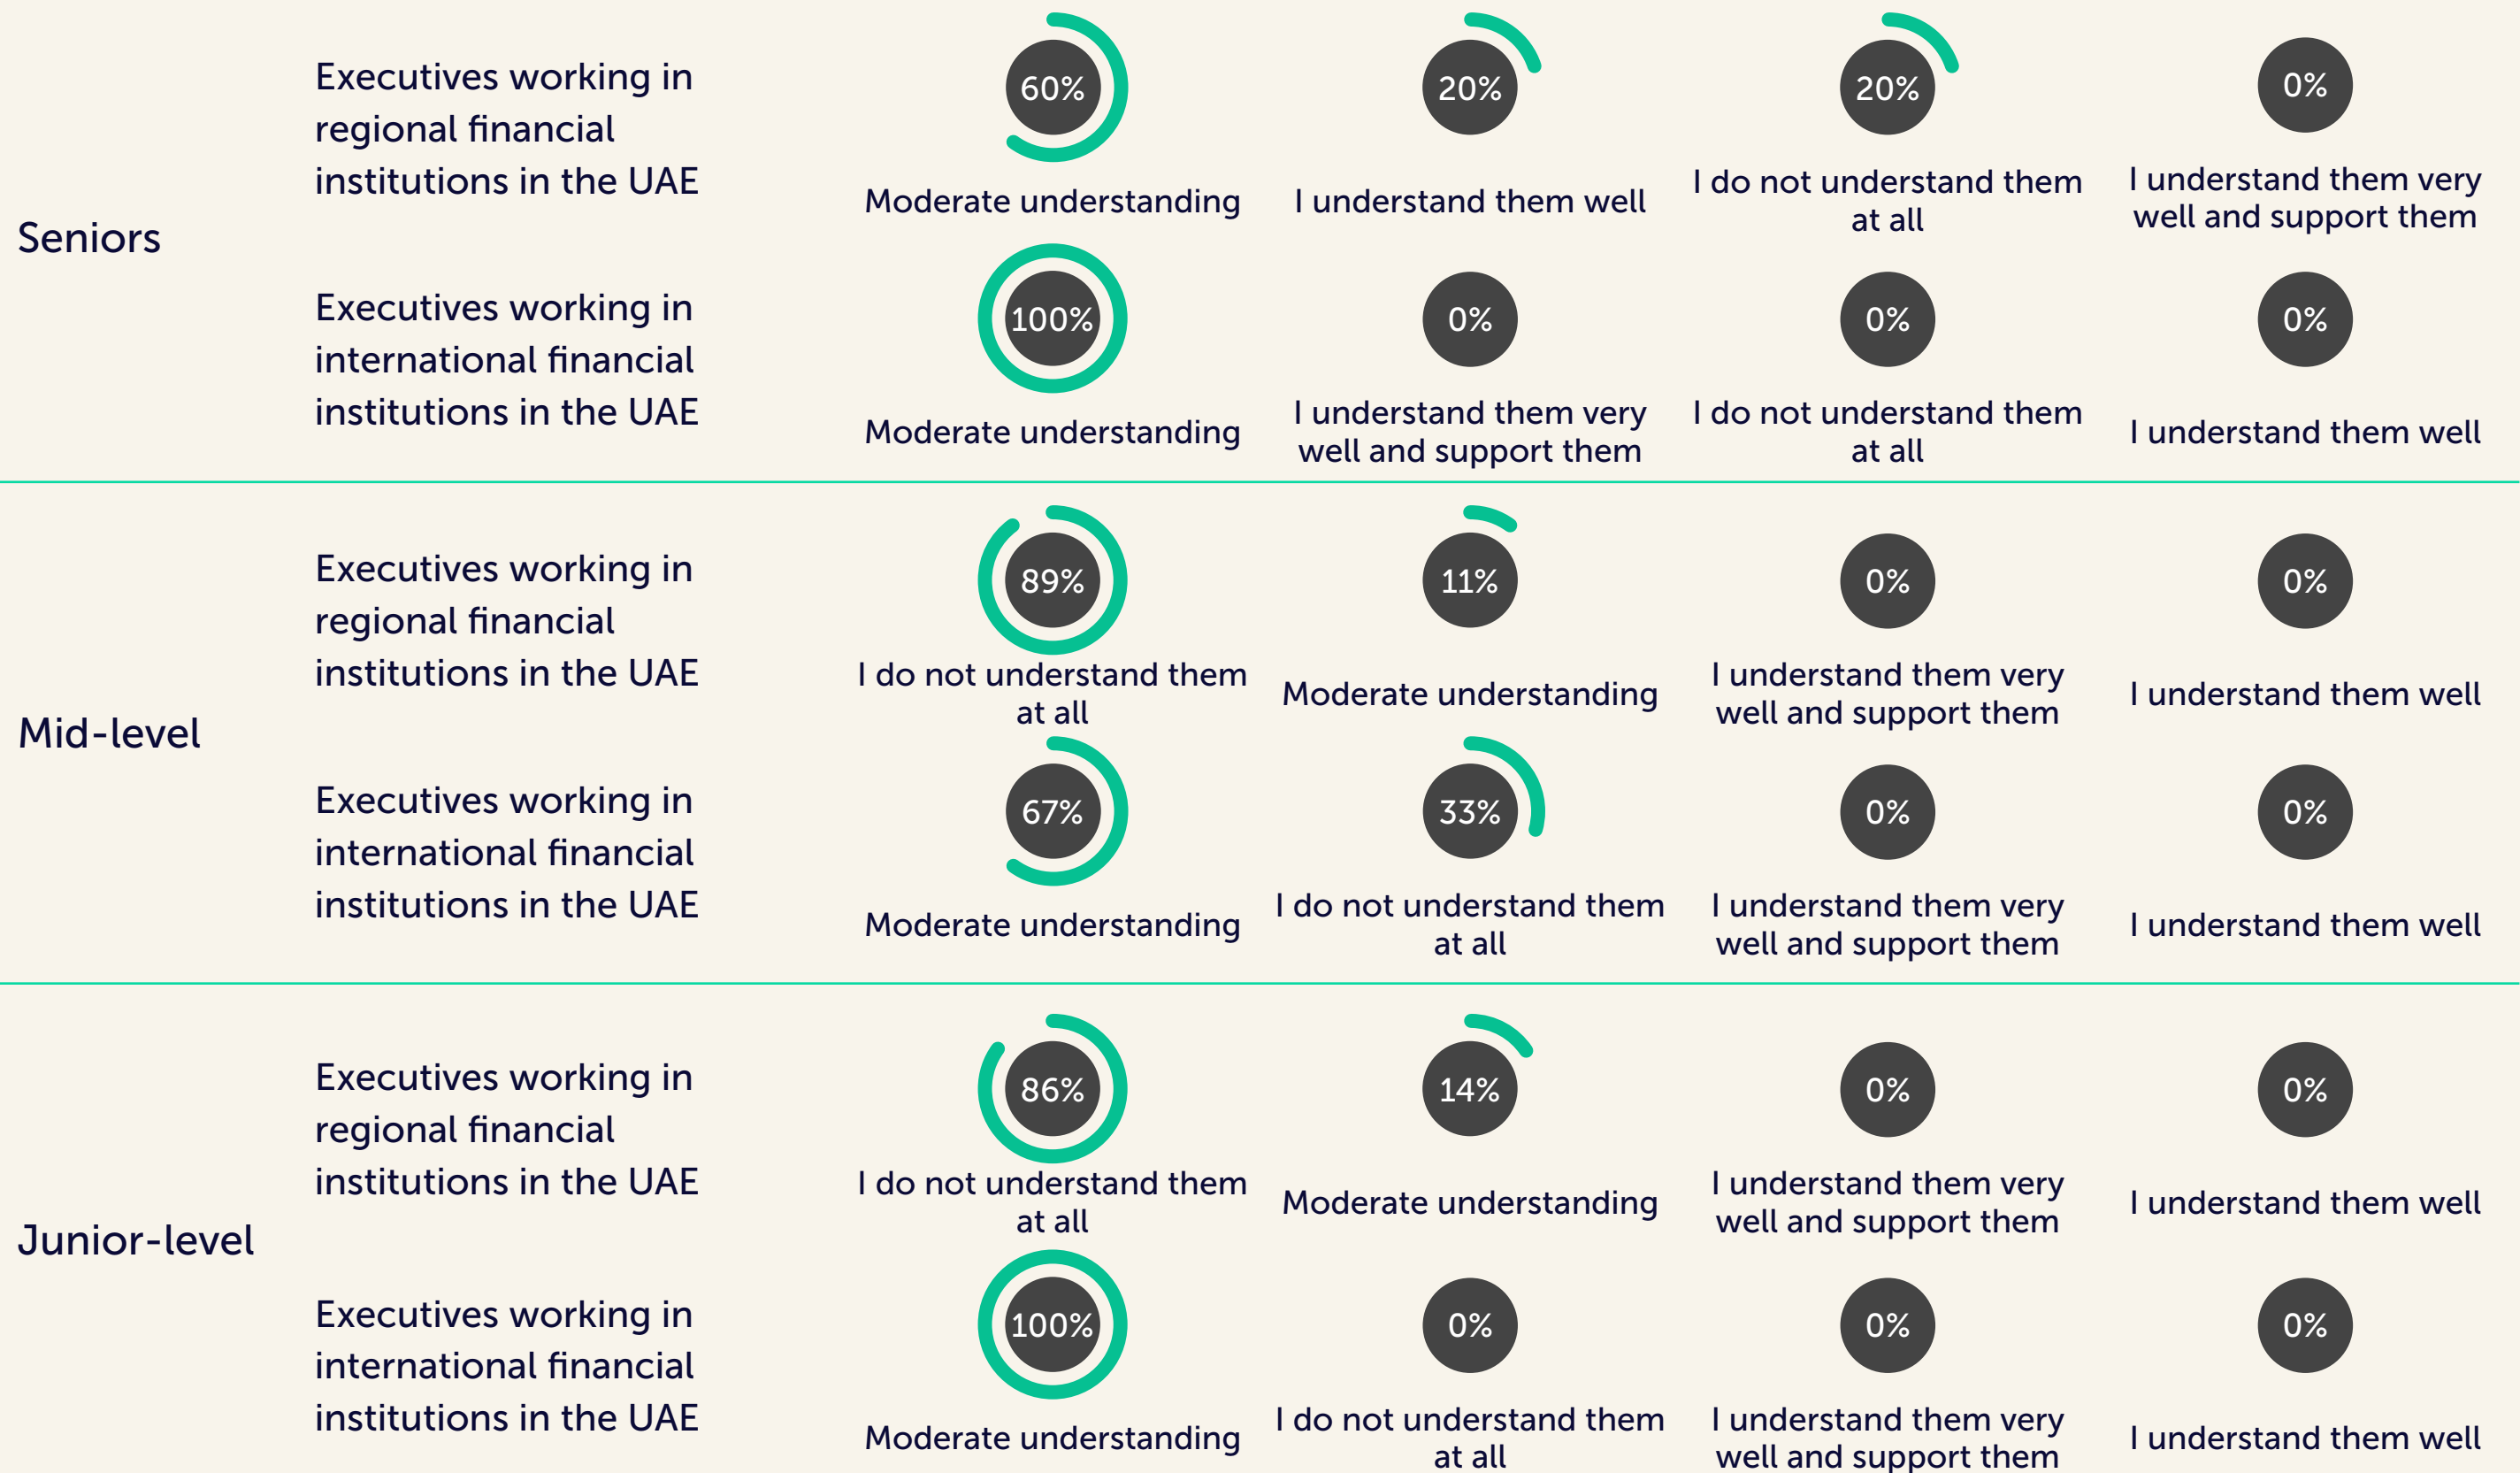 Seniors
Executives working in
regional financial
institutions in the UAE
60%
Moderate understanding
20%
I understand them well
20%
I do not understand them
at all
0%
I understand them very
well and support them
Executives working in
international financial
institutions in the UAE
100%
Moderate understanding
0%
I understand them very
well and support them
0%
I do not understand them
at all
0%
I understand them well
Mid-level
Executives working in
regional financial
institutions in the UAE
89%
I do not understand them
at all
11%
Moderate understanding
0%
I understand them very
well and support them
0%
I understand them well
Executives working in
international financial
institutions in the UAE
67%
Moderate understanding
33%
I do not understand them
at all
0%
I understand them very
well and support them
0%
I understand them well
Junior-level
Executives working in
regional financial
institutions in the UAE
86%
I do not understand them
at all
14%
Moderate understanding
0%
I understand them very
well and support them
0%
I understand them well
Executives working in
international financial
institutions in the UAE
100%
Moderate understanding
0%
I do not understand them
at all
0%
I understand them very
well and support them
0%
I understand them well